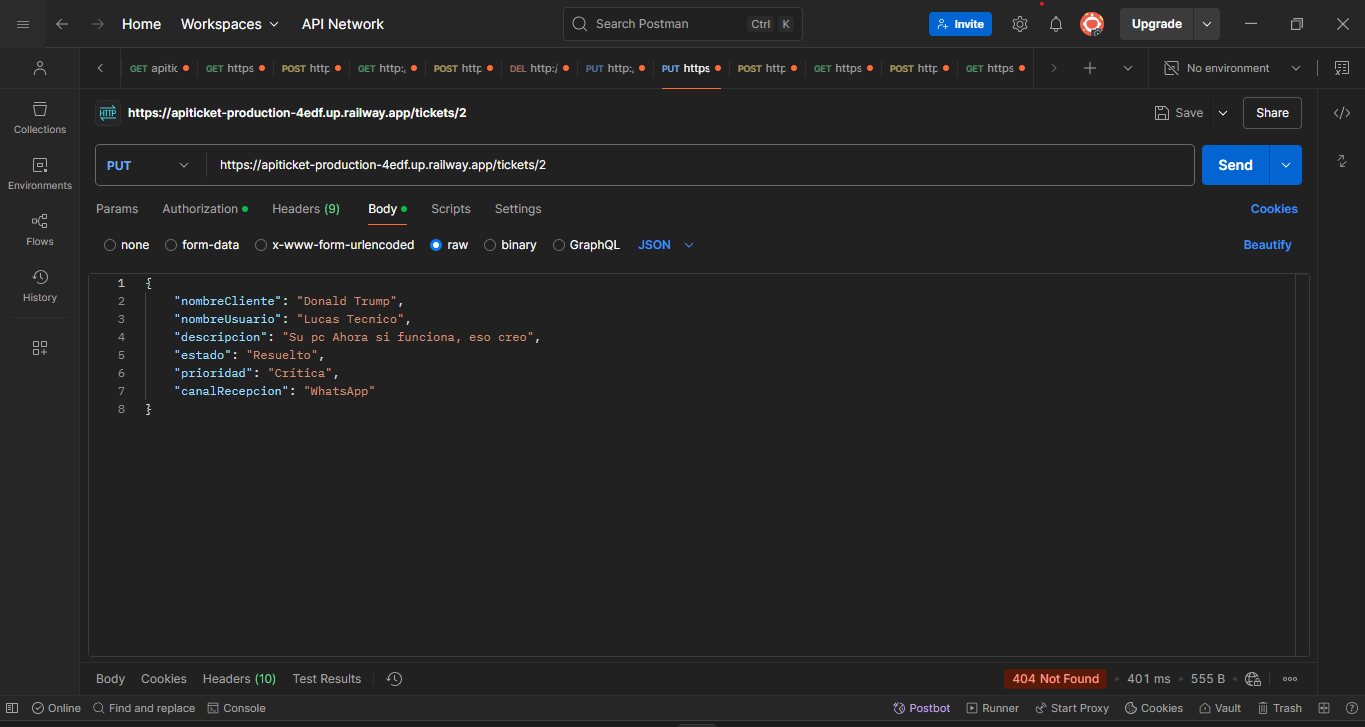 Home Workspaces API Network Search Postman Ctrl K Invite Upgrade
GET apitic GET https POST http GET http:, POST http DEL http:/ PUT http:, PUT https POST http GET https POST http GET https No environment
HTTP https://apiticket-production-4edf.up.railway.app/tickets/2 Save Share
PUT https://apiticket-production-4edf.up.railway.app/tickets/2 Send
Params Authorization Headers (9) Body Scripts Settings Cookies
none form-data x-www-form-urlencoded raw binary GraphQL JSON Beautify
Collections
Environments
Flows
History
1 {
2 "nombreCliente": "Donald Trump",
3 "nombreUsuario": "Lucas Tecnico",
4 "descripcion": "Su pc Ahora si funciona, eso creo",
5 "estado": "Resuelto",
6 "prioridad": "Crítica",
7 "canalRecepcion": "WhatsApp"
8 }
Body Cookies Headers (10) Test Results 404 Not Found • 401 ms • 555 B
Online Find and replace Console Postbot Runner Start Proxy Cookies Vault Trash